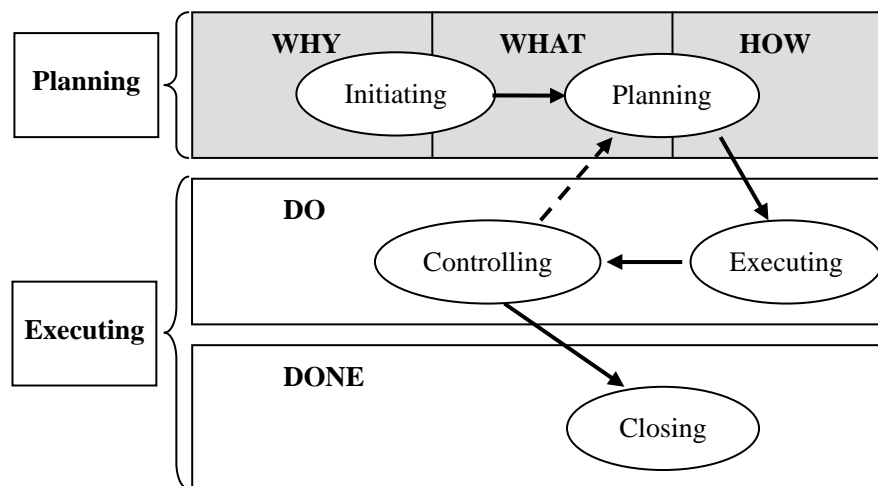 WHY WHAT HOW
Planning
Initiating Planning
DO
Controlling Executing
Executing
DONE
Closing